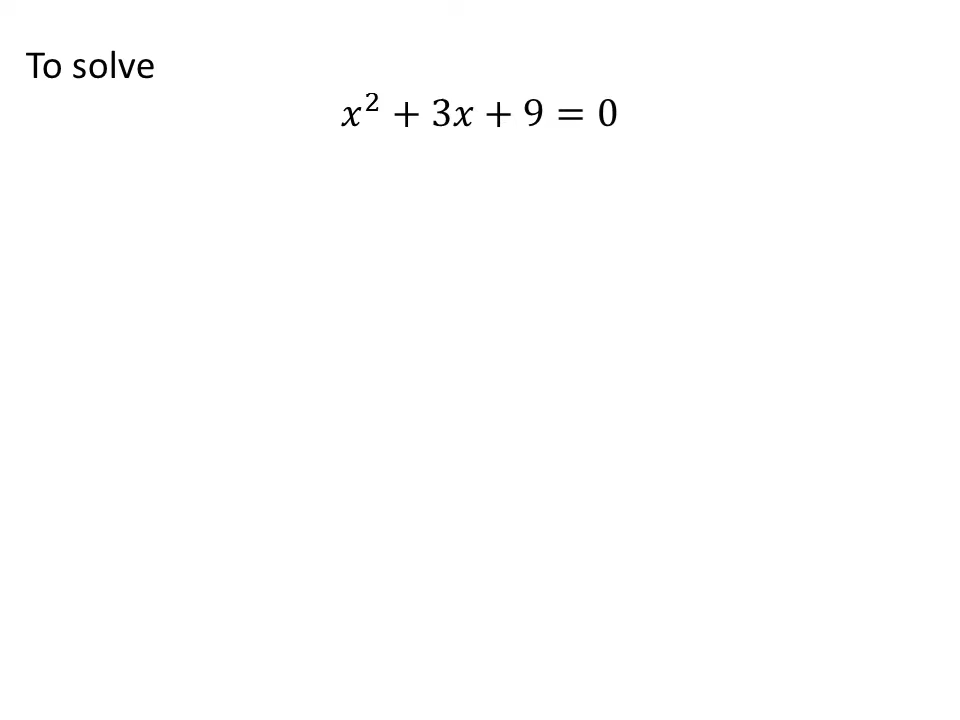 To solve
𝑥² + 3𝑥 + 9 = 0